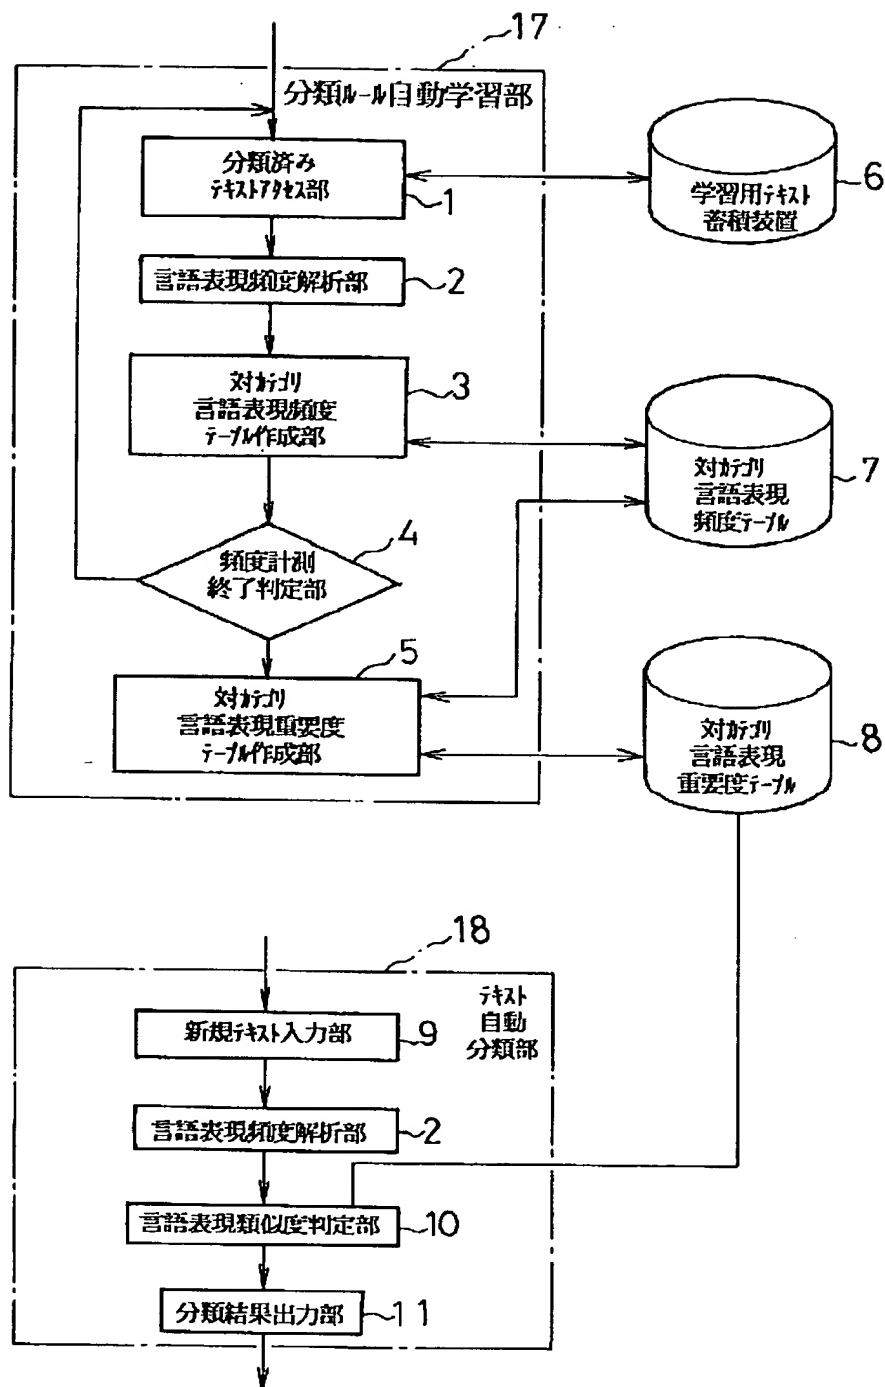 17
分類ルール自動学習部
分類済み
テキストアクセス部
1
学習用テキスト
蓄積装置
6
言語表現頻度解析部
2
対カテゴリ
言語表現頻度
テーブル作成部
3
対カテゴリ
言語表現
頻度テーブル
7
頻度計測
終了判定部
4
対カテゴリ
言語表現重要度
テーブル作成部
5
対カテゴリ
言語表現
重要度テーブル
8
18
テキスト
自動
分類部
新規テキスト入力部
9
言語表現頻度解析部
2
言語表現類似度判定部
10
分類結果出力部
11